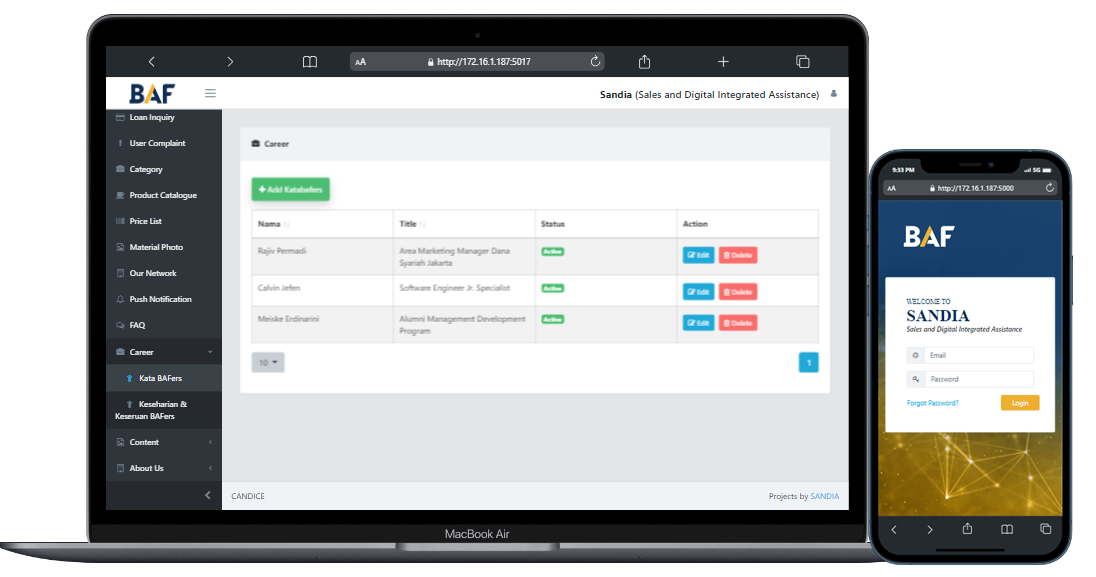 AA
http://172.16.1.187:5017
BAF
Sandia (Sales and Digital Integrated Assistance)
Loan Inquiry
User Complaint
Category
Product Catalogue
Price List
Material Photo
Our Network
Push Notification
FAQ
Career
Kata BAFers
Keseharian &
Keseruan BAFers
Content
About Us
Career
+ Add Katabafers
Nama
Title
Status
Action
Rajiv Permadi
Area Marketing Manager Dana
Syariah Jakarta
Active
Edit
Delete
Calvin Jefen
Software Engineer Jr. Specialist
Active
Edit
Delete
Meiske Erdinarini
Alumni Management Development
Program
Active
Edit
Delete
10
1
CANDICE
Projects by SANDIA
MacBook Air
9:33 PM
5G
AA
http://172.16.1.187:5000
BAF
WELCOME TO
SANDIA
Sales and Digital Integrated Assistance
@ Email
Password
Forgot Password?
Login